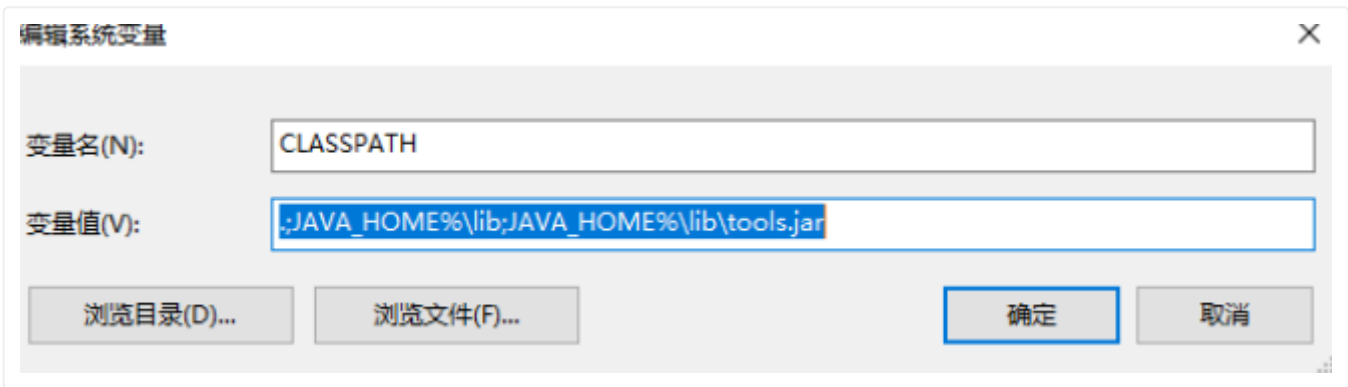 编辑系统变量
变量名(N): CLASSPATH
变量值(V): .;JAVA_HOME%\lib;JAVA_HOME%\lib\tools.jar
浏览目录(D)... 浏览文件(F)... 确定 取消